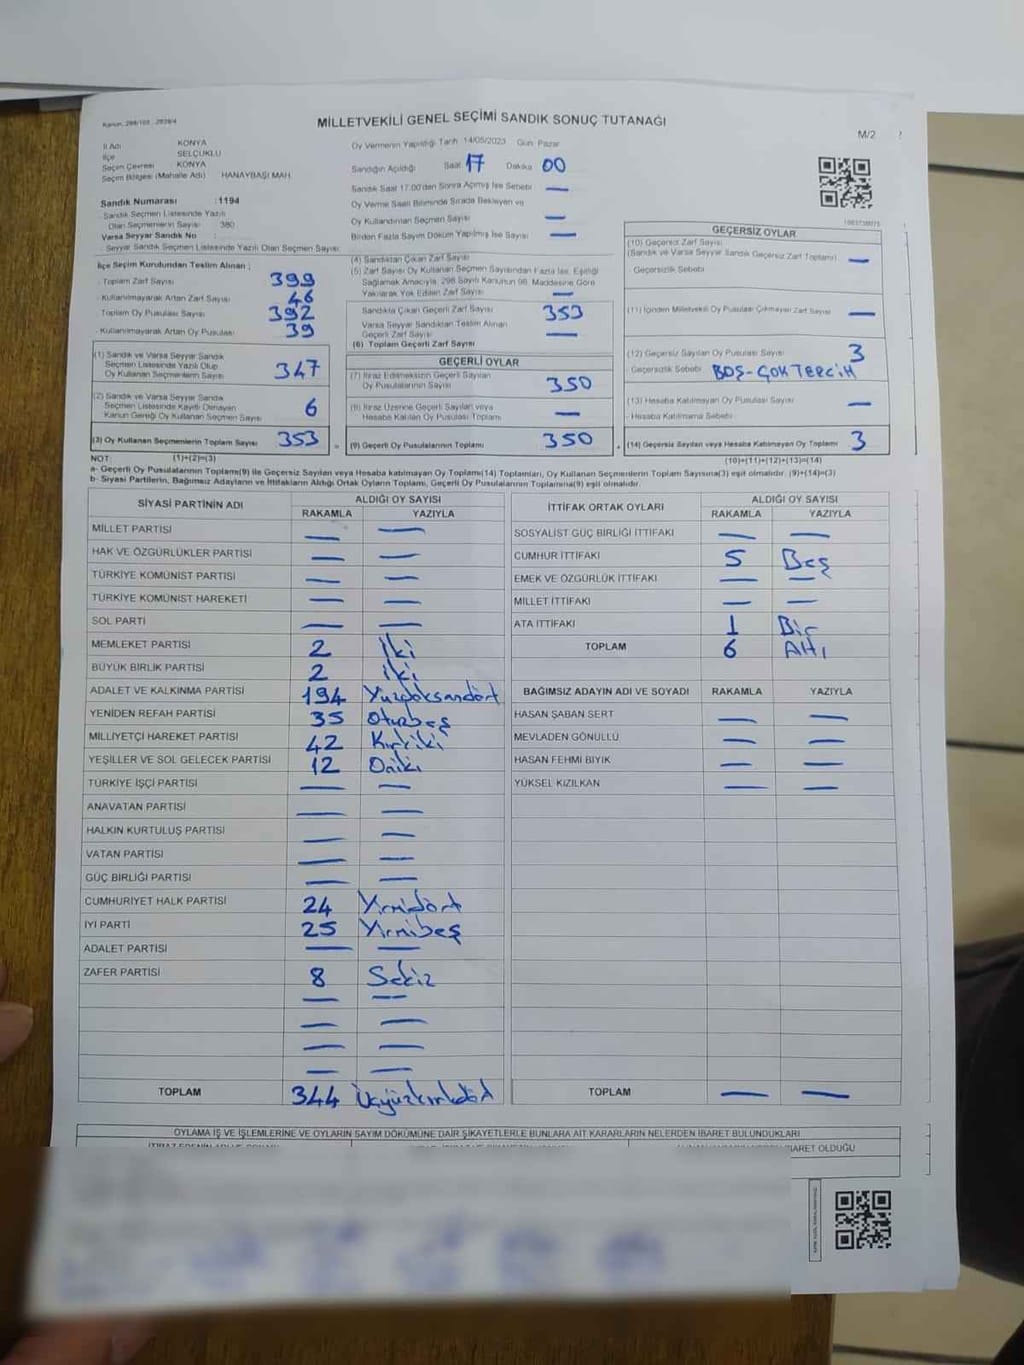 MİLLETVEKİLİ GENEL SEÇİMİ SANDIK SONUÇ TUTANAĞI
M/2
İl Adı KONYA
İlçe SELÇUKLU
Seçim Çevresi KONYA
Seçim Bölgesi (Mahalle Adı) HANAYBAŞI MAH.
Sandık Numarası : 1194
Sandık Seçmen Listesinde Yazılı
Olan Seçmenlerin Sayısı : 380
Varsa Seyyar Sandık No :
Seyyar Sandık Seçmen Listesinde Yazılı Olan Seçmen Sayısı:
Oy Vermenin Yapıldığı Tarih 14/05/2023 Gün Pazar
Sandığın Açıldığı Saat 17 Dakika 00
Sandık Saat 17.00'den Sonra Açılmış İse Sebebi —
Oy Verme Saati Bitiminde Sırada Bekleyen ve
Oy Kullandırılan Seçmen Sayısı —
Birden Fazla Sayım Döküm Yapılmış İse Sayısı —
İlçe Seçim Kurulundan Teslim Alınan ;
Toplam Zarf Sayısı 399
Kullanılmayarak Artan Zarf Sayısı 46
Toplam Oy Pusulası Sayısı 392
Kullanılmayarak Artan Oy Pusulası 39
(1) Sandık ve Varsa Seyyar Sandık
Seçmen Listesinde Yazılı Olup
Oy Kullanan Seçmenlerin Sayısı 347
(2) Sandık ve Varsa Seyyar Sandık
Seçmen Listesinde Kayıtlı Olmayan
Kanun Gereği Oy Kullanan Seçmen Sayısı 6
(3) Oy Kullanan Seçmenlerin Toplam Sayısı 353
(1)+(2)=(3)
(4) Sandıktan Çıkan Zarf Sayısı
(5) Zarf Sayısı Oy Kullanan Seçmen Sayısından Fazla İse, Eşitliği
Sağlamak Amacıyla, 298 Sayılı Kanunun 98. Maddesine Göre
Yakılarak Yok Edilen Zarf Sayısı —
Sandıkta Çıkan Geçerli Zarf Sayısı 353
Varsa Seyyar Sandıktan Teslim Alınan
Geçerli Zarf Sayısı —
(6) Toplam Geçerli Zarf Sayısı
GEÇERLİ OYLAR
(7) İtiraz Edilmeksizin Geçerli Sayılan
Oy Pusulalarının Sayısı 350
(8) İtiraz Üzerine Geçerli Sayılan veya
Hesaba Katılan Oy Pusulası Toplamı —
(9) Geçerli Oy Pusulalarının Toplamı 350
GEÇERSİZ OYLAR
(10) Geçersiz Zarf Sayısı
(Sandık ve Varsa Seyyar Sandık Geçersiz Zarf Toplamı) —
Geçersizlik Sebebi
(11) İçinden Milletvekili Oy Pusulası Çıkmayan Zarf Sayısı —
(12) Geçersiz Sayılan Oy Pusulası Sayısı 3
Geçersizlik Sebebi BOŞ-ÇOK TERCİH
(13) Hesaba Katılmayan Oy Pusulası Sayısı —
Hesaba Katılmama Sebebi
(14) Geçersiz Sayılan veya Hesaba Katılmayan Oy Toplamı 3
(10)+(11)+(12)+(13)=(14)
NOT:
a- Geçerli Oy Pusulalarının Toplamı(9) ile Geçersiz Sayılan veya Hesaba katılmayan Oy Toplamı(14) Toplamları, Oy Kullanan Seçmenlerin Toplam Sayısına(3) eşit olmalıdır. (9)+(14)=(3)
b- Siyasi Partilerin, Bağımsız Adayların ve İttifakların Aldığı Ortak Oyların Toplamı, Geçerli Oy Pusulalarının Toplamına(9) eşit olmalıdır.
SİYASİ PARTİNİN ADI ALDIĞI OY SAYISI
RAKAMLA YAZIYLA
MİLLET PARTİSİ — —
HAK VE ÖZGÜRLÜKLER PARTİSİ — —
TÜRKİYE KOMÜNİST PARTİSİ — —
TÜRKİYE KOMÜNİST HAREKETİ — —
SOL PARTİ — —
MEMLEKET PARTİSİ 2 İki
BÜYÜK BİRLİK PARTİSİ 2 iki
ADALET VE KALKINMA PARTİSİ 194 Yüzdoksandört
YENİDEN REFAH PARTİSİ 35 Otuzbeş
MİLLİYETÇİ HAREKET PARTİSİ 42 Kırkiki
YEŞİLLER VE SOL GELECEK PARTİSİ 12 Oniki
TÜRKİYE İŞÇİ PARTİSİ — —
ANAVATAN PARTİSİ — —
HALKIN KURTULUŞ PARTİSİ — —
VATAN PARTİSİ — —
GÜÇ BİRLİĞİ PARTİSİ — —
CUMHURİYET HALK PARTİSİ 24 Yirmidört
İYİ PARTİ 25 Yirmibeş
ADALET PARTİSİ — —
ZAFER PARTİSİ 8 Sekiz
— —
— —
— —
— —
TOPLAM 344 Üçyüzkırkdört
İTTİFAK ORTAK OYLARI ALDIĞI OY SAYISI
RAKAMLA YAZIYLA
SOSYALİST GÜÇ BİRLİĞİ İTTİFAKI — —
CUMHUR İTTİFAKI 5 Beş
EMEK VE ÖZGÜRLÜK İTTİFAKI — —
MİLLET İTTİFAKI — —
ATA İTTİFAKI 1 Bir
TOPLAM 6 Altı
BAĞIMSIZ ADAYIN ADI VE SOYADI RAKAMLA YAZIYLA
HASAN ŞABAN SERT — —
MEVLADEN GÖNÜLLÜ — —
HASAN FEHMİ BIYIK — —
YÜKSEL KIZILKAN — —
TOPLAM — —
OYLAMA İŞ VE İŞLEMLERİNE VE OYLARIN SAYIM DÖKÜMÜNE DAİR ŞİKAYETLERLE BUNLARA AİT KARARLARIN NELERDEN İBARET BULUNDUKLARI